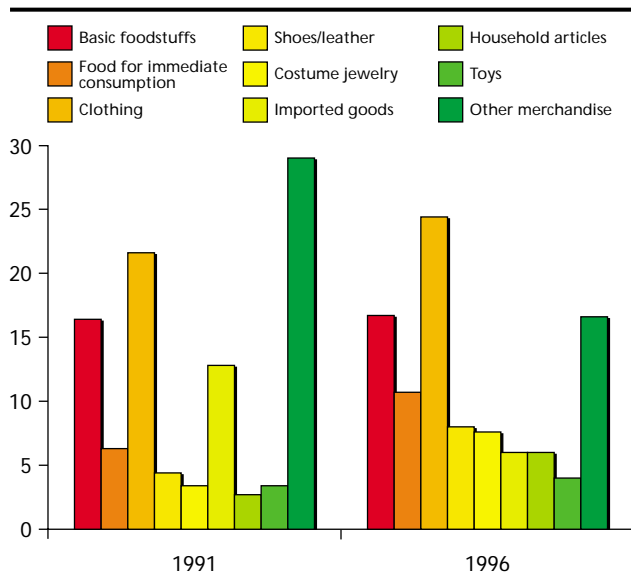 Basic foodstuffs
Food for immediate
consumption
Clothing
Shoes/leather
Costume jewelry
Imported goods
Household articles
Toys
Other merchandise
30
25
20
15
10
5
0
1991
1996